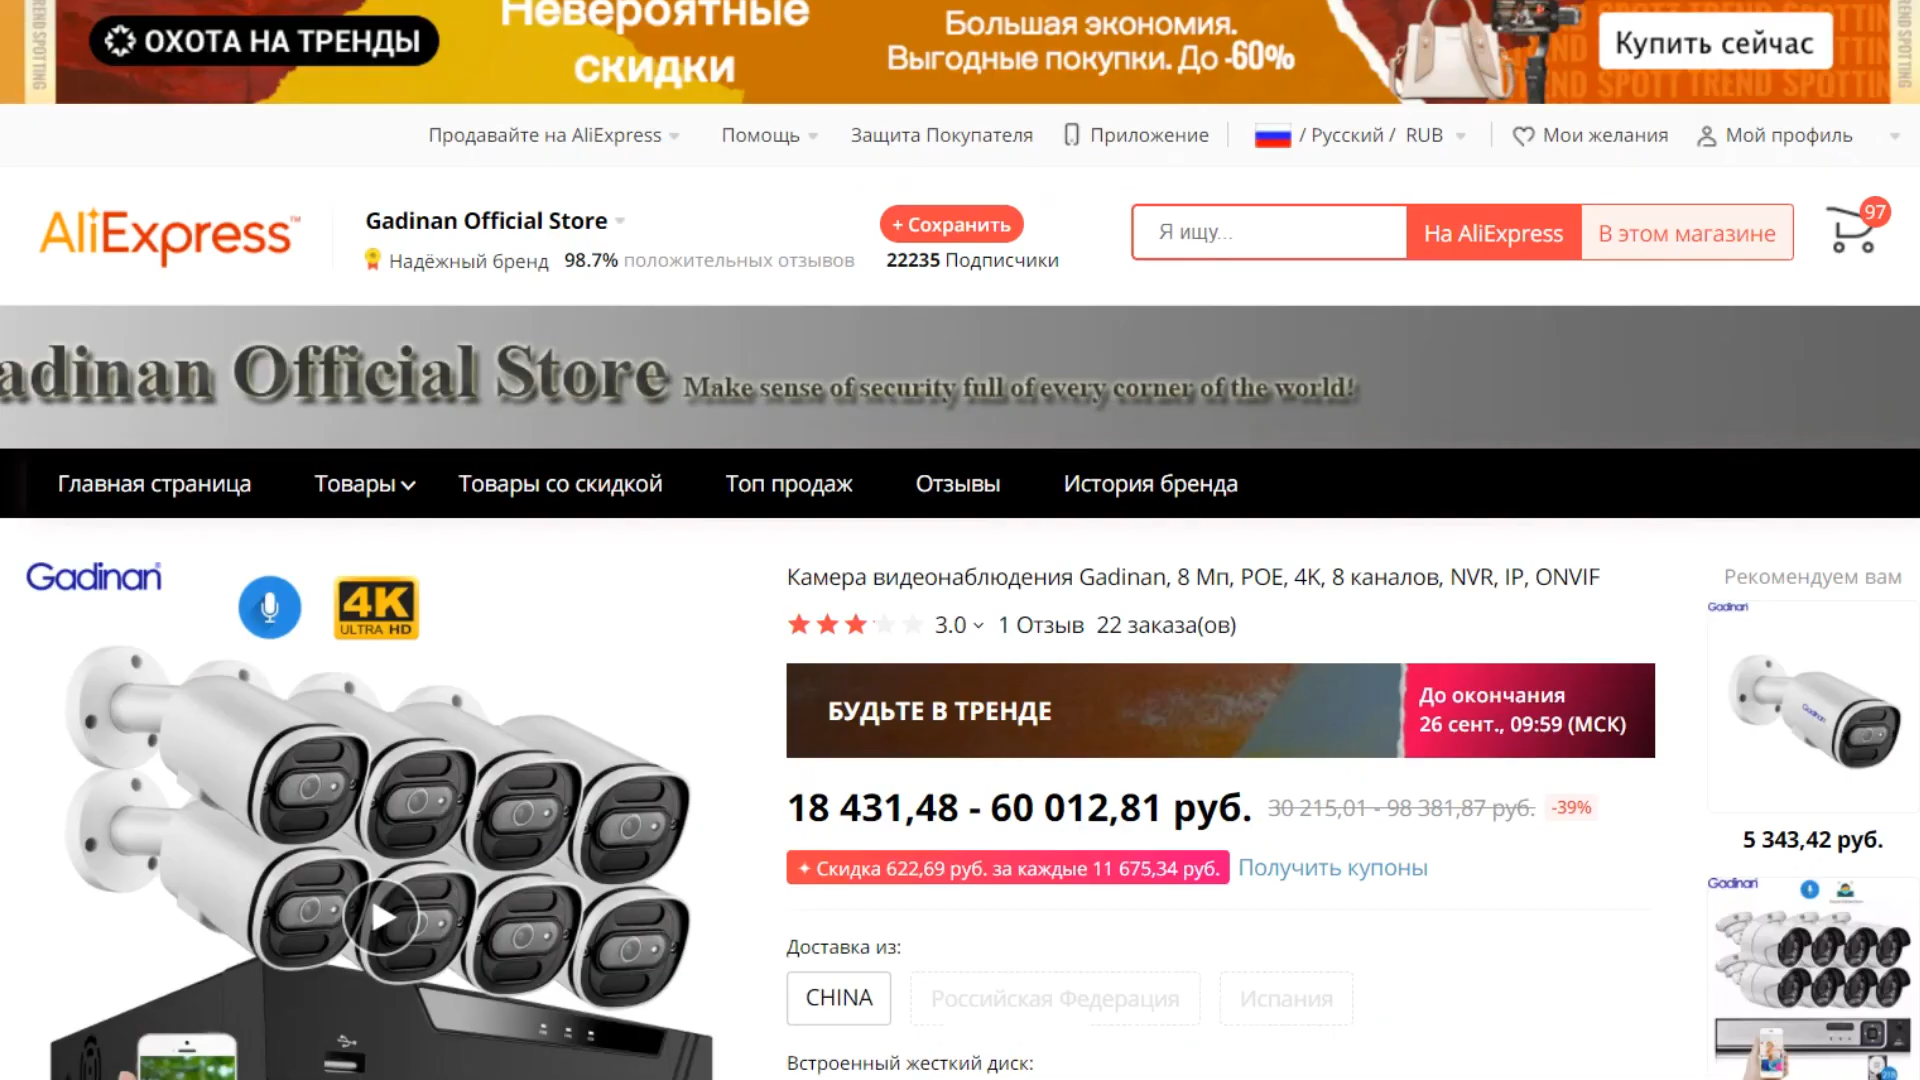 TREND SPOTTING
ОХОТА НА ТРЕНДЫ
Невероятные
скидки
Большая экономия.
Выгодные покупки. До -60%
Купить сейчас
Продавайте на AliExpress
Помощь
Защита Покупателя
Приложение
/ Русский / RUB
Мои желания
Мой профиль
AliExpress™
Gadinan Official Store
Надёжный бренд 98.7% положительных отзывов
+ Сохранить
22235 Подписчики
Я ищу...
На AliExpress
В этом магазине
97
adinan Official Store Make sense of security full of every corner of the world!
Главная страница
Товары
Товары со скидкой
Топ продаж
Отзывы
История бренда
Gadinan
4K
ULTRA HD
Камера видеонаблюдения Gadinan, 8 Мп, POE, 4K, 8 каналов, NVR, IP, ONVIF
3.0 1 Отзыв 22 заказа(ов)
БУДЬТЕ В ТРЕНДЕ
До окончания
26 сент., 09:59 (МСК)
18 431,48 - 60 012,81 руб. 30 215,01 - 98 381,87 руб. -39%
Скидка 622,69 руб. за каждые 11 675,34 руб. Получить купоны
Доставка из:
CHINA
Российская Федерация
Испания
Встроенный жесткий диск:
Рекомендуем вам
Gadinan
Gadinan
5 343,42 руб.
Gadinan